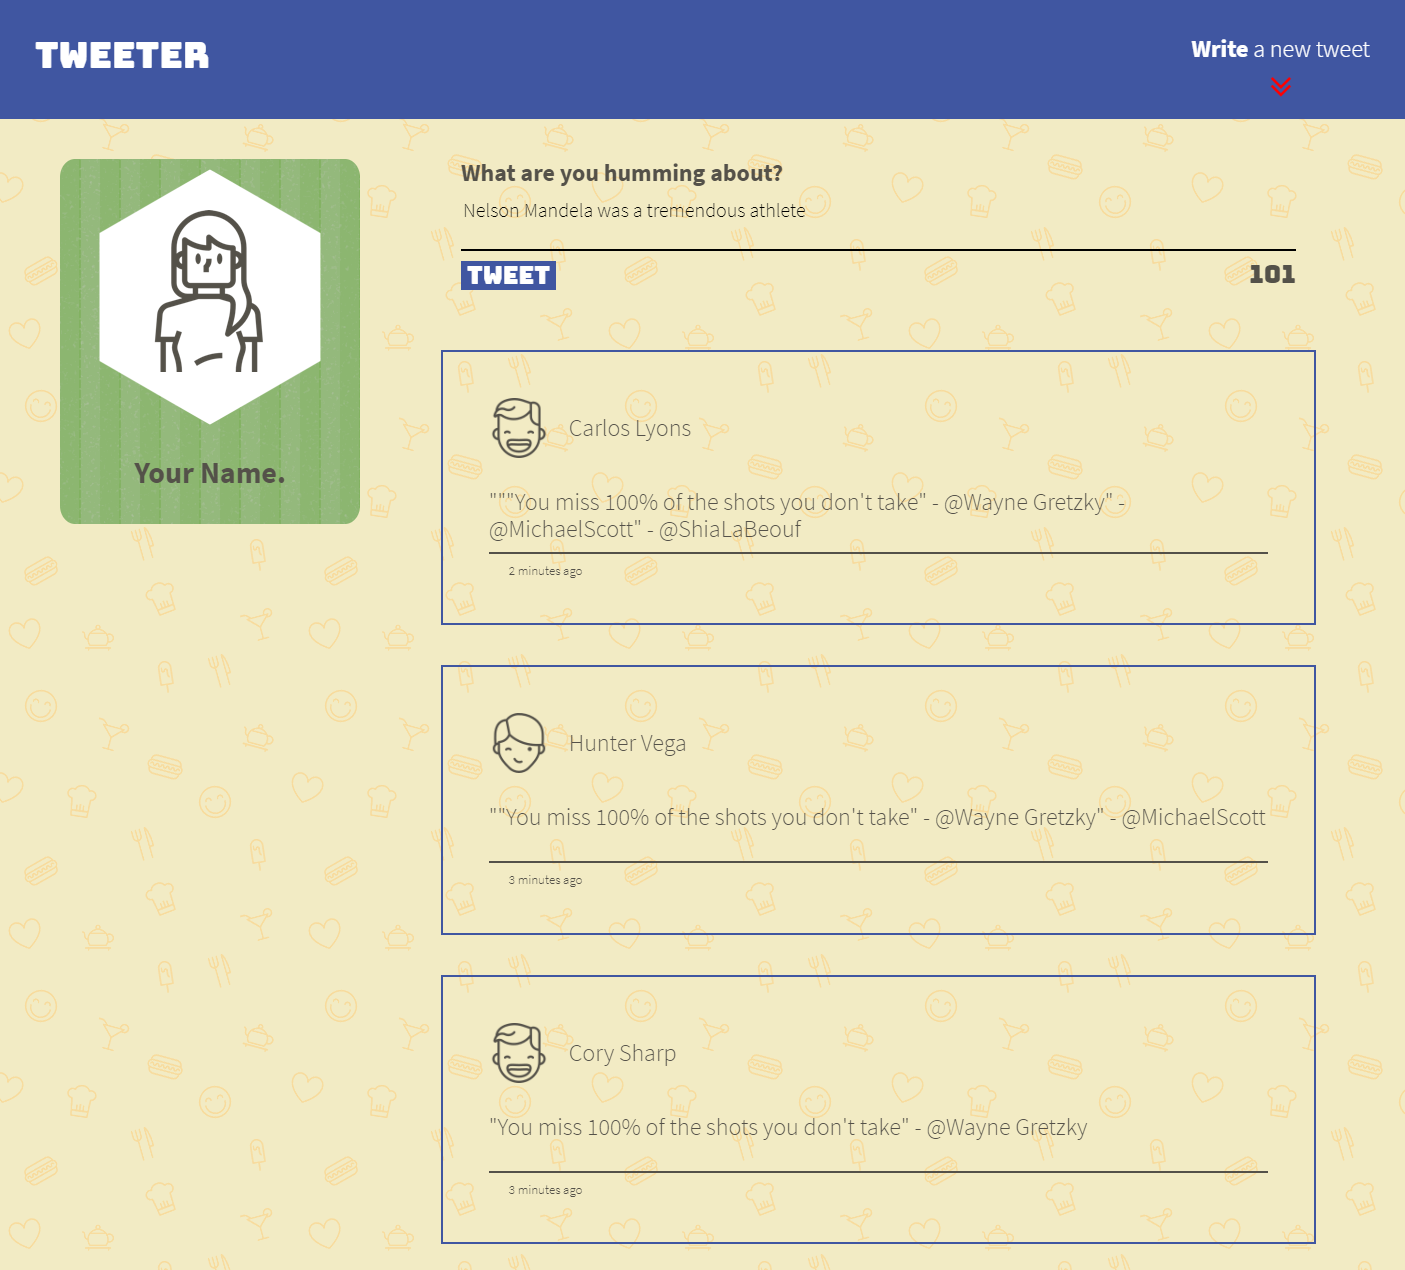 TWEETER
Write a new tweet
Your Name.
What are you humming about?
Nelson Mandela was a tremendous athlete
TWEET
101
Carlos Lyons
"""You miss 100% of the shots you don't take" - @Wayne Gretzky" -
@MichaelScott" - @ShiaLaBeouf
2 minutes ago
Hunter Vega
""You miss 100% of the shots you don't take" - @Wayne Gretzky" - @MichaelScott
3 minutes ago
Cory Sharp
"You miss 100% of the shots you don't take" - @Wayne Gretzky
3 minutes ago